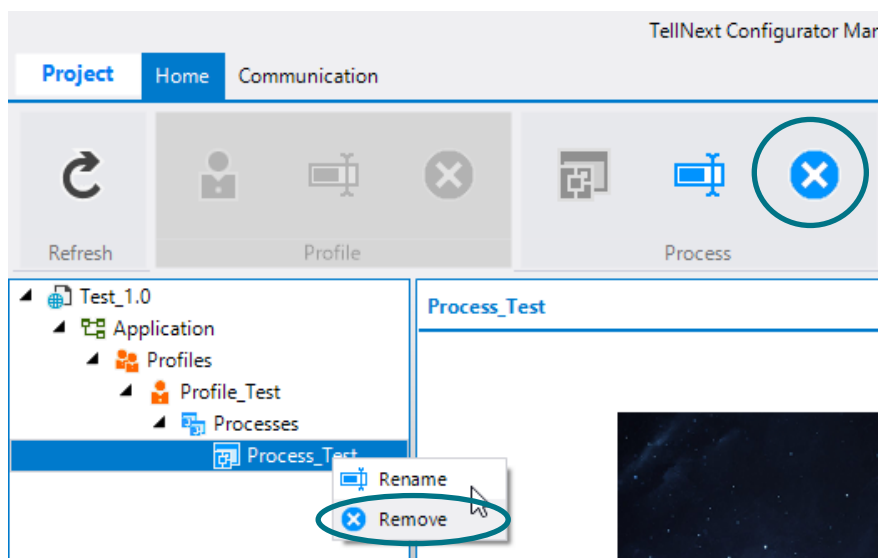 TellNext Configurator Mar
Project Home Communication
Refresh Profile Process
Test_1.0
Application
Profiles
Profile_Test
Processes
Process_Test
Rename
Remove
Process_Test